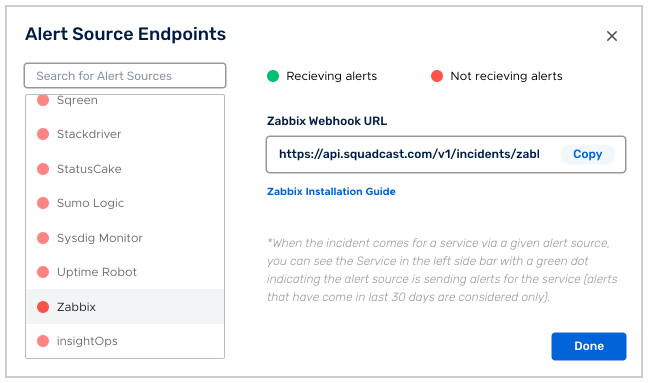 Alert Source Endpoints
Search for Alert Sources
Recieving alerts
Not recieving alerts
Sqreen
Stackdriver
StatusCake
Sumo Logic
Sysdig Monitor
Uptime Robot
Zabbix
insightOps
Zabbix Webhook URL
https://api.squadcast.com/v1/incidents/zabl
Copy
Zabbix Installation Guide
*When the incident comes for a service via a given alert source,
you can see the Service in the left side bar with a green dot
indicating the alert source is sending alerts for the service (alerts
that have come in last 30 days are considered only).
Done